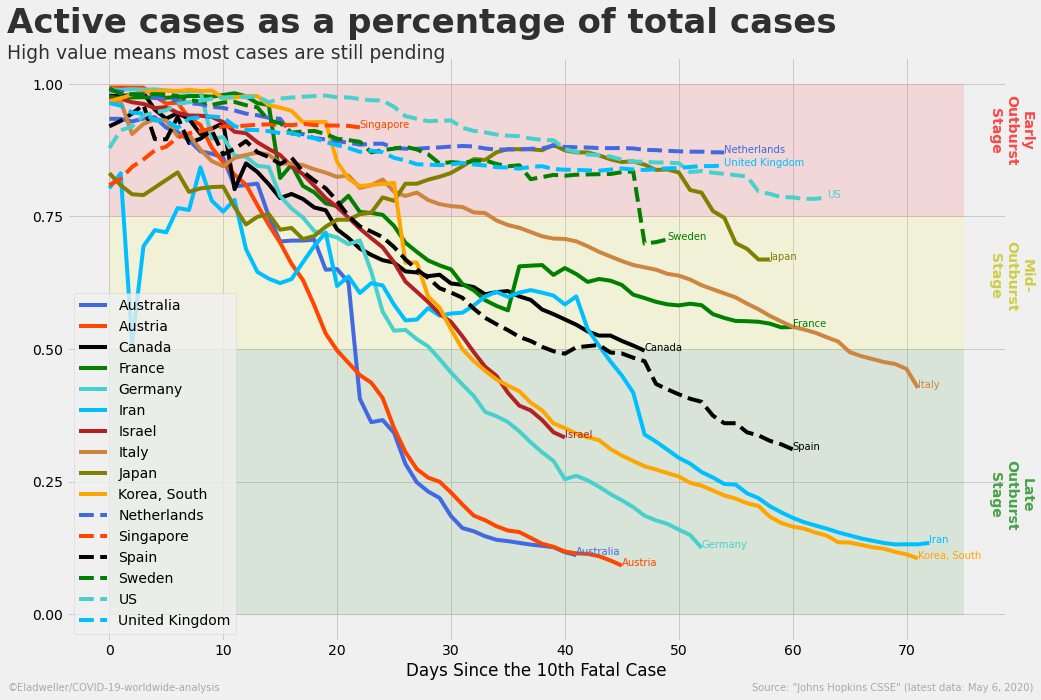 Active cases as a percentage of total cases
High value means most cases are still pending
1.00
0.75
0.50
0.25
0.00
Singapore
Netherlands
United Kingdom
US
Sweden
Japan
France
Canada
Italy
Israel
Spain
Germany
Australia
Austria
Iran
Korea, South
Early
Outburst
Stage
Mid-
Outburst
Stage
Late
Outburst
Stage
Australia
Austria
Canada
France
Germany
Iran
Israel
Italy
Japan
Korea, South
Netherlands
Singapore
Spain
Sweden
US
United Kingdom
0 10 20 30 40 50 60 70
Days Since the 10th Fatal Case
©Eladweller/COVID-19-worldwide-analysis
Source: "Johns Hopkins CSSE" (latest data: May 6, 2020)